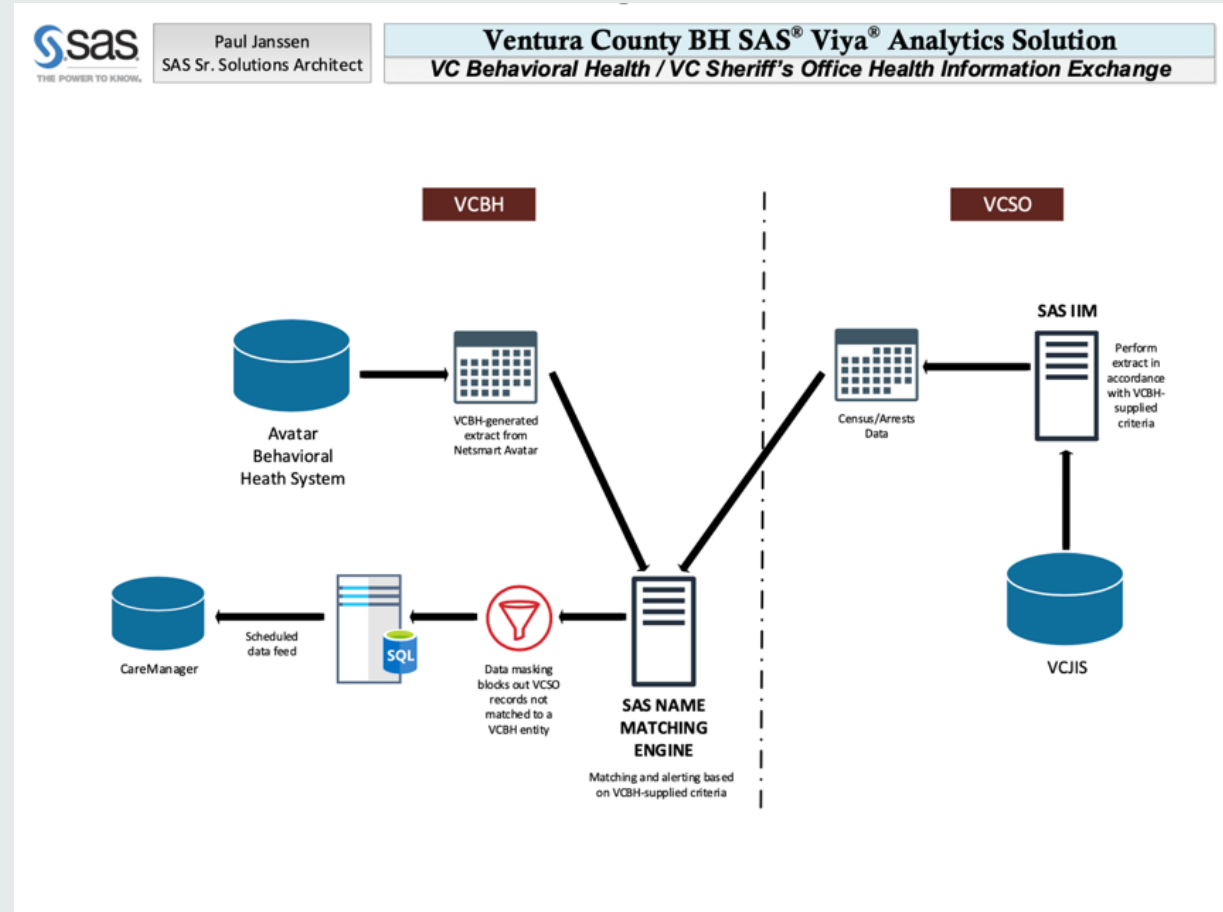 sas
THE POWER TO KNOW.
Paul Janssen
SAS Sr. Solutions Architect
Ventura County BH SAS® Viya® Analytics Solution
VC Behavioral Health / VC Sheriff's Office Health Information Exchange
VCBH
VCSO
Avatar
Behavioral
Heath System
VCBH-generated
extract from
Netsmart Avatar
Census/Arrests
Data
SAS IIM
Perform
extract in
accordance
with VCBH-
supplied
criteria
CareManager
Scheduled
data feed
SQL
Data masking
blocks out VCSO
records not
matched to a
VCBH entity
SAS NAME
MATCHING
ENGINE
Matching and alerting based
on VCBH-supplied criteria
VCJIS